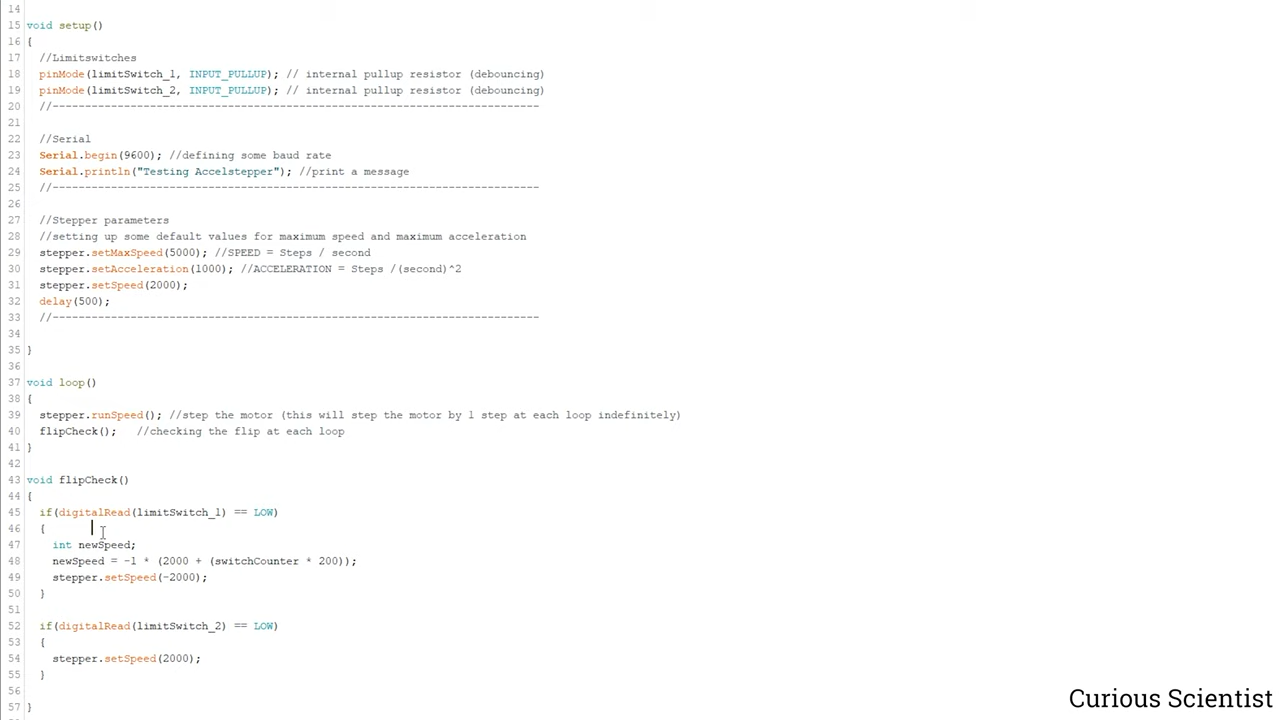 14
15 void setup()
16 {
17 //Limitswitches
18 pinMode(limitSwitch_1, INPUT_PULLUP); // internal pullup resistor (debouncing)
19 pinMode(limitSwitch_2, INPUT_PULLUP); // internal pullup resistor (debouncing)
20 //---------------------------------------------------------------------------
21
22 //Serial
23 Serial.begin(9600); //defining some baud rate
24 Serial.println("Testing Accelstepper"); //print a message
25 //---------------------------------------------------------------------------
26
27 //Stepper parameters
28 //setting up some default values for maximum speed and maximum acceleration
29 stepper.setMaxSpeed(5000); //SPEED = Steps / second
30 stepper.setAcceleration(1000); //ACCELERATION = Steps /(second)^2
31 stepper.setSpeed(2000);
32 delay(500);
33 //---------------------------------------------------------------------------
34
35 }
36
37 void loop()
38 {
39 stepper.runSpeed(); //step the motor (this will step the motor by 1 step at each loop indefinitely)
40 flipCheck(); //checking the flip at each loop
41 }
42
43 void flipCheck()
44 {
45 if(digitalRead(limitSwitch_1) == LOW)
46 {
47 int newSpeed;
48 newSpeed = -1 * (2000 + (switchCounter * 200));
49 stepper.setSpeed(-2000);
50 }
51
52 if(digitalRead(limitSwitch_2) == LOW)
53 {
54 stepper.setSpeed(2000);
55 }
56
57 }
Curious Scientist